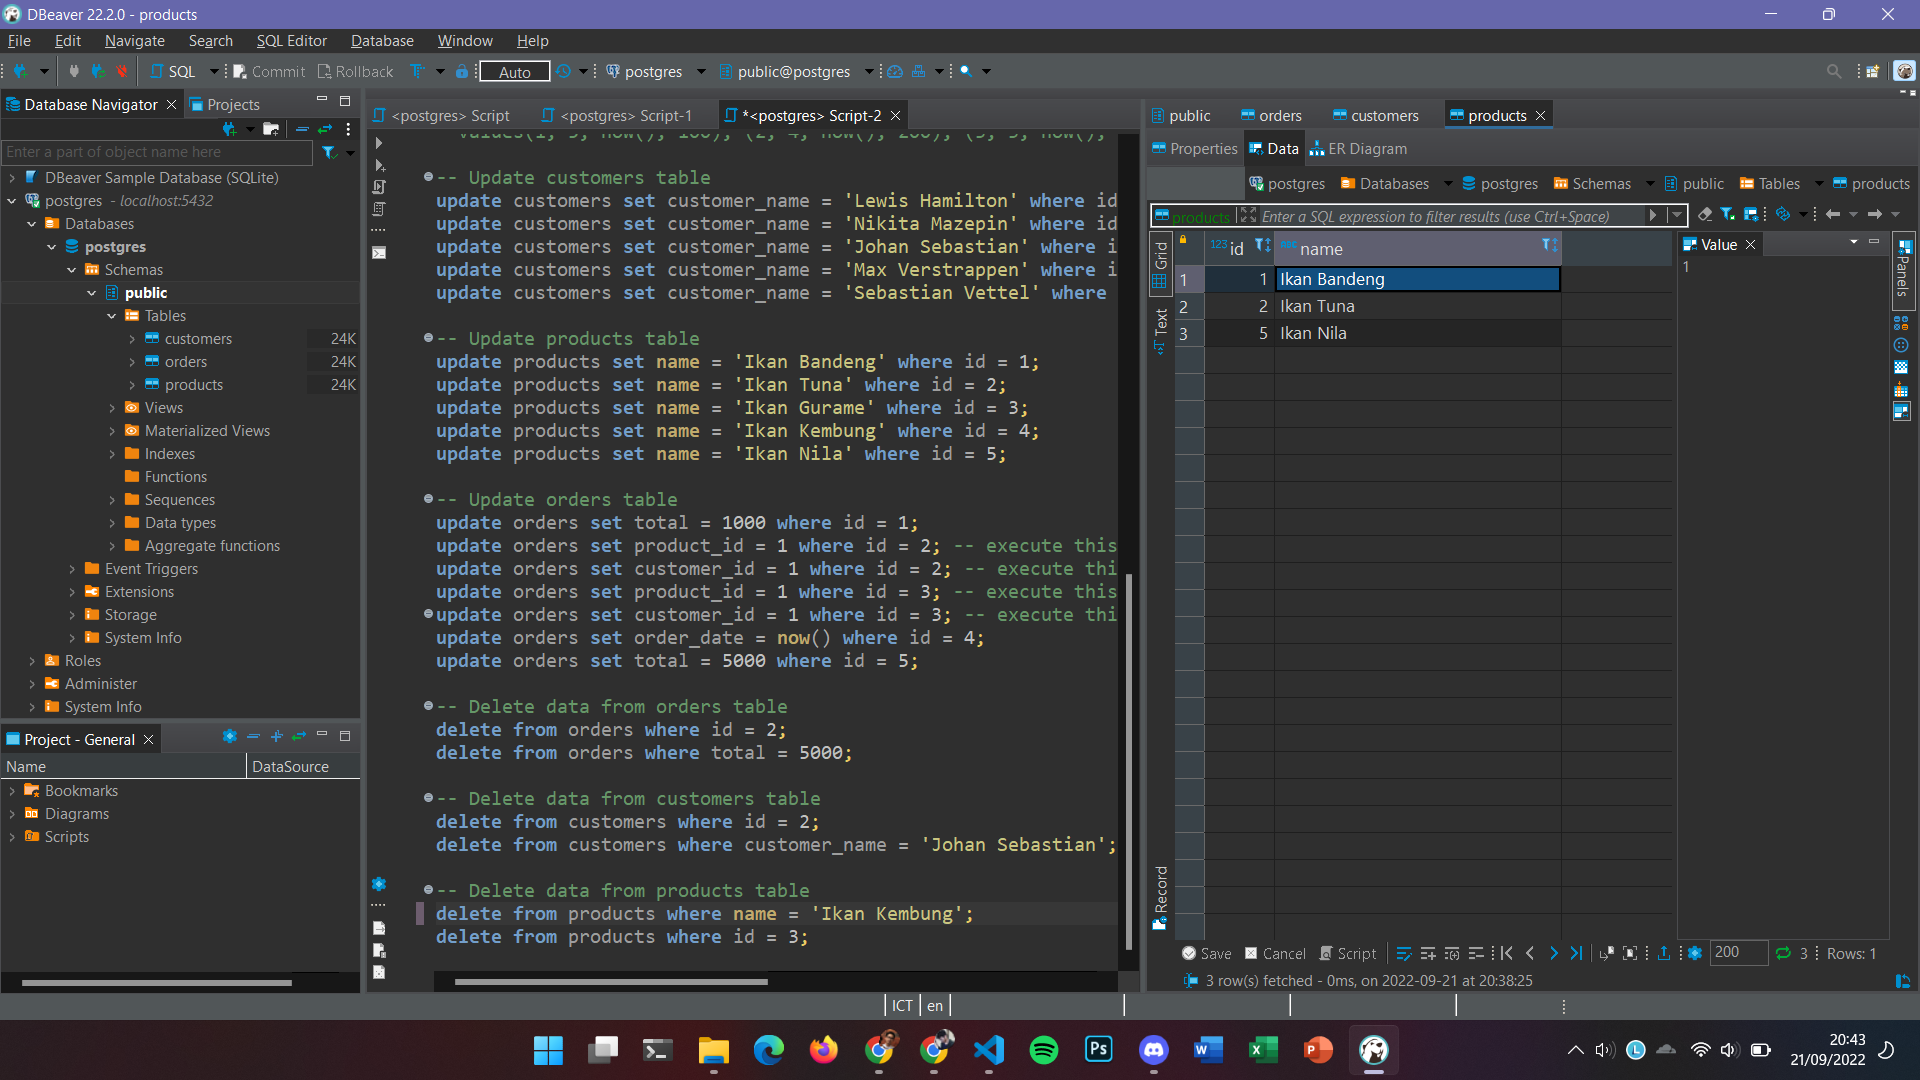 DBeaver 22.2.0 - products
File Edit Navigate Search SQL Editor Database Window Help
SQL Commit Rollback Auto postgres public@postgres
Database Navigator Projects
Enter a part of object name here
DBeaver Sample Database (SQLite)
postgres - localhost:5432
Databases
postgres
Schemas
public
Tables
customers 24K
orders 24K
products 24K
Views
Materialized Views
Indexes
Functions
Sequences
Data types
Aggregate functions
Event Triggers
Extensions
Storage
System Info
Roles
Administer
System Info
Project - General
Name DataSource
Bookmarks
Diagrams
Scripts
<postgres> Script <postgres> Script-1 *<postgres> Script-2
-- Update customers table
update customers set customer_name = 'Lewis Hamilton' where id
update customers set customer_name = 'Nikita Mazepin' where id
update customers set customer_name = 'Johan Sebastian' where i
update customers set customer_name = 'Max Verstrappen' where i
update customers set customer_name = 'Sebastian Vettel' where
-- Update products table
update products set name = 'Ikan Bandeng' where id = 1;
update products set name = 'Ikan Tuna' where id = 2;
update products set name = 'Ikan Gurame' where id = 3;
update products set name = 'Ikan Kembung' where id = 4;
update products set name = 'Ikan Nila' where id = 5;
-- Update orders table
update orders set total = 1000 where id = 1;
update orders set product_id = 1 where id = 2; -- execute this
update orders set customer_id = 1 where id = 2; -- execute thi
update orders set product_id = 1 where id = 3; -- execute this
update orders set customer_id = 1 where id = 3; -- execute thi
update orders set order_date = now() where id = 4;
update orders set total = 5000 where id = 5;
-- Delete data from orders table
delete from orders where id = 2;
delete from orders where total = 5000;
-- Delete data from customers table
delete from customers where id = 2;
delete from customers where customer_name = 'Johan Sebastian';
-- Delete data from products table
delete from products where name = 'Ikan Kembung';
delete from products where id = 3;
public orders customers products
Properties Data ER Diagram
postgres Databases postgres Schemas public Tables products
products Enter a SQL expression to filter results (use Ctrl+Space)
Grid
Text
Record
123 id abc name
1 1 Ikan Bandeng
2 2 Ikan Tuna
3 5 Ikan Nila
Value
1
Panels
Save Cancel Script 200 3 Rows: 1
3 row(s) fetched - 0ms, on 2022-09-21 at 20:38:25
ICT en
Ps
L
20:43
21/09/2022